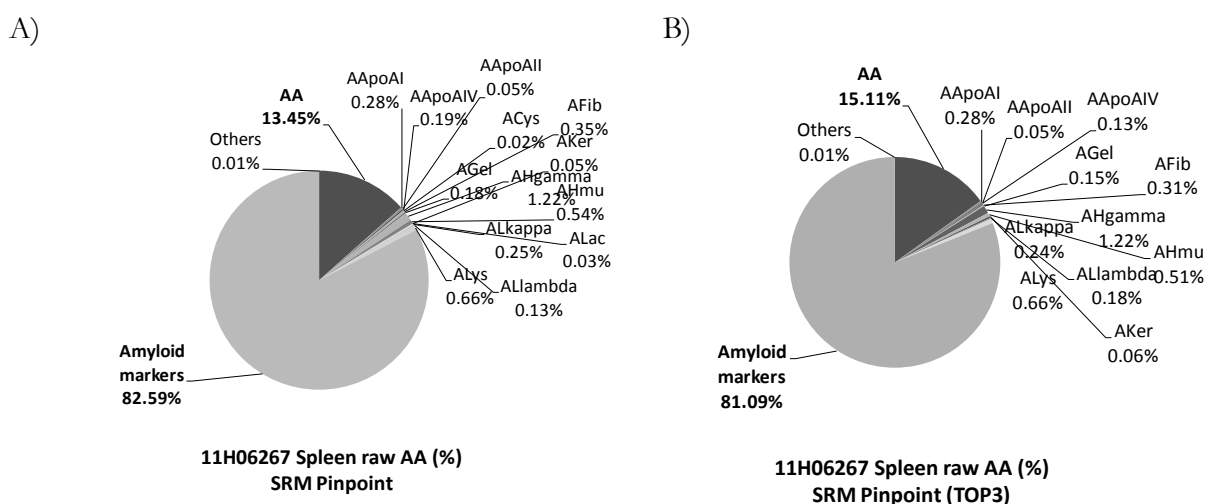 A)
AApoAII
0.05%
AApoAI
0.28%
AA
13.45%
AApoAIV
0.19%
ACys
0.02%
AFib
0.35%
Others
0.01%
AKer
0.05%
AGel
0.18%
AHgamma
1.22%
AHmu
0.54%
ALkappa
0.25%
ALac
0.03%
ALys
0.66%
ALlambda
0.13%
Amyloid
markers
82.59%
11H06267 Spleen raw AA (%)
SRM Pinpoint
B)
AA
15.11%
AApoAI
0.28%
AApoAII
0.05%
AApoAIV
0.13%
Others
0.01%
AGel
0.15%
AFib
0.31%
AHgamma
1.22%
ALkappa
0.24%
AHmu
0.51%
ALys
0.66%
ALlambda
0.18%
AKer
0.06%
Amyloid
markers
81.09%
11H06267 Spleen raw AA (%)
SRM Pinpoint (TOP3)